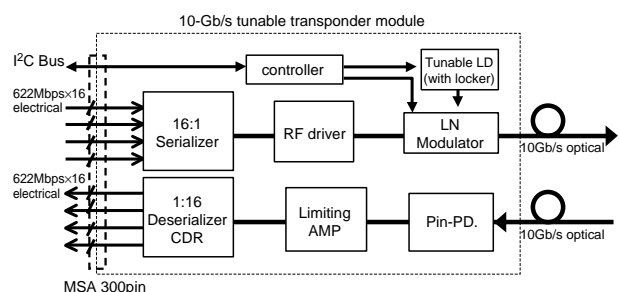 10-Gb/s tunable transponder module
I²C Bus
controller
Tunable LD
(with locker)
622Mbps×16
electrical
16:1
Serializer
RF driver
LN
Modulator
10Gb/s optical
622Mbps×16
electrical
1:16
Deserializer
CDR
Limiting
AMP
Pin-PD.
10Gb/s optical
MSA 300pin